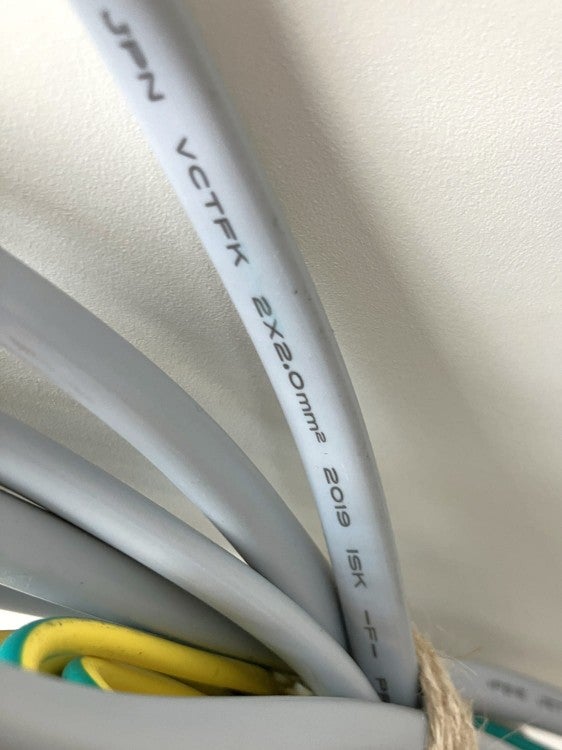 JPN VCTFK 2X2.0mm² 2019 ISK -F-